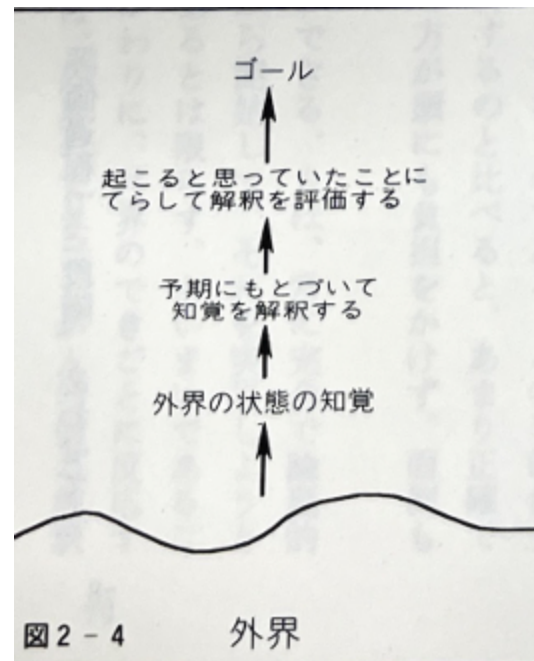 ゴール
起こると思っていたことに
てらして解釈を評価する
予期にもとづいて
知覚を解釈する
外界の状態の知覚
外界
図2-4